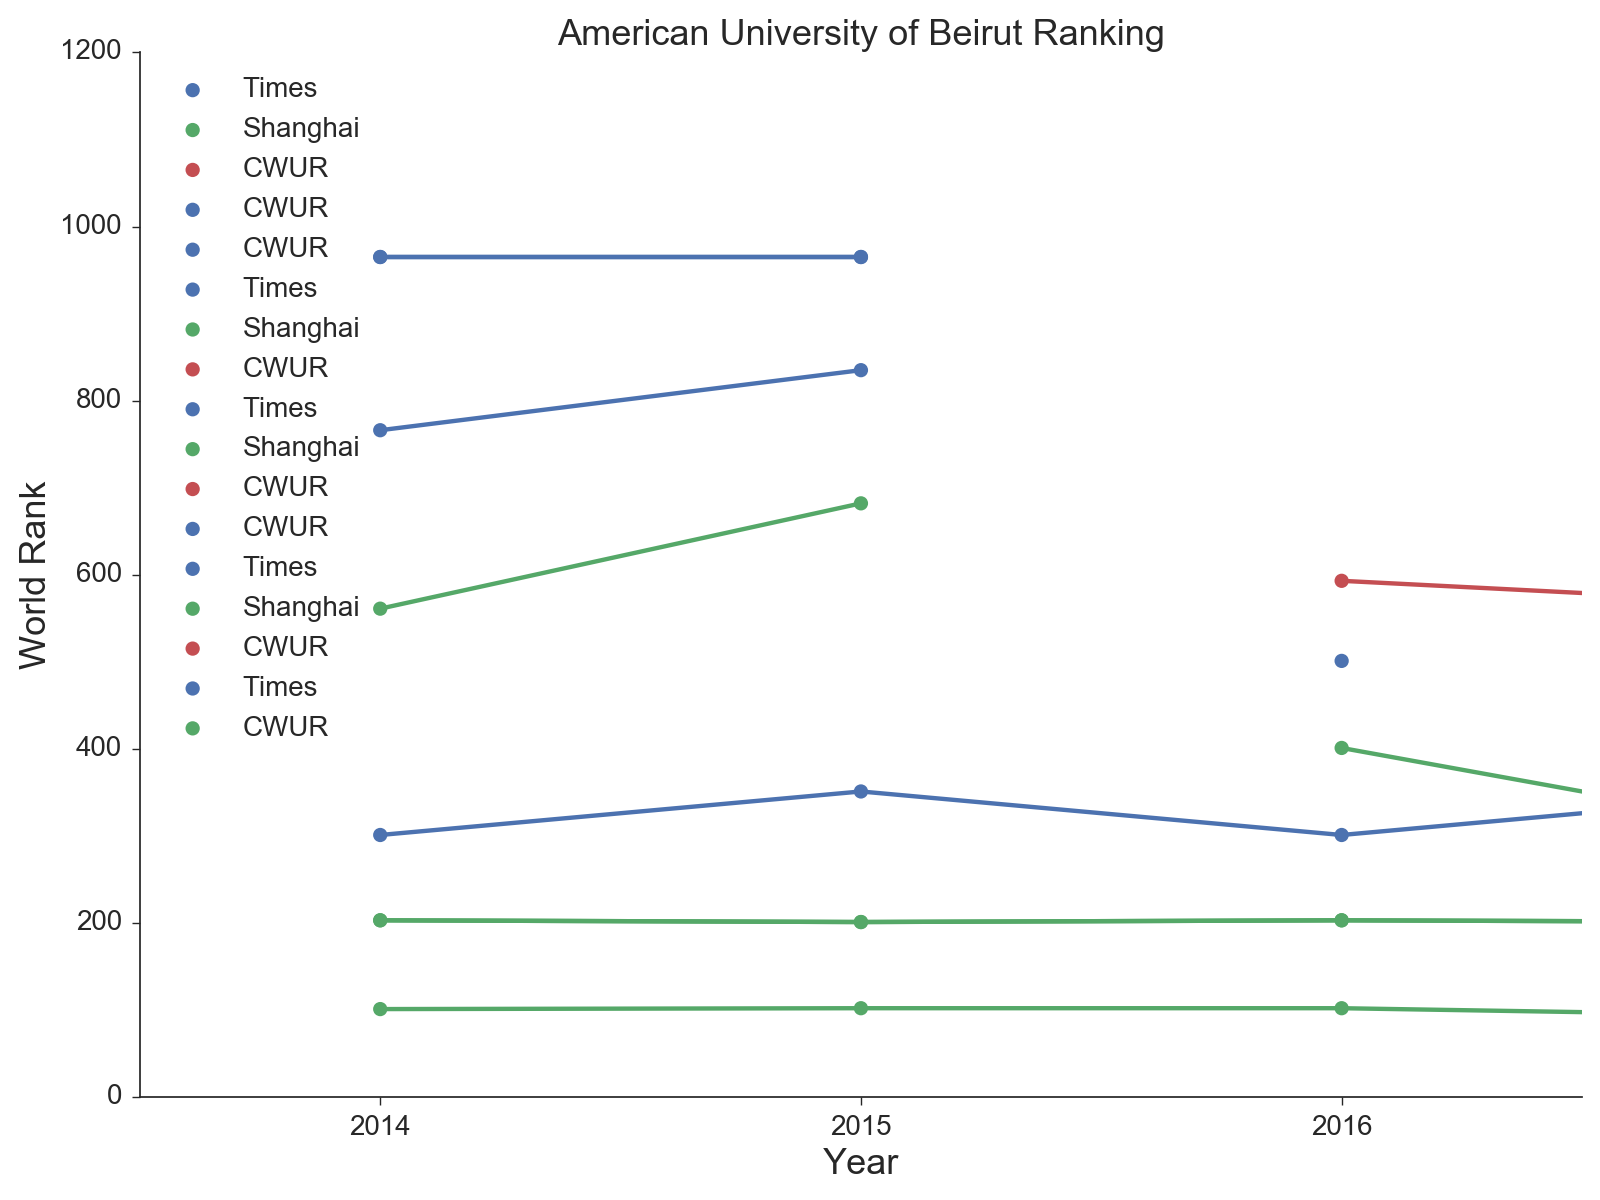 American University of Beirut Ranking
1200
1000
800
600
400
200
0
World Rank
Times
Shanghai
CWUR
CWUR
CWUR
Times
Shanghai
CWUR
Times
Shanghai
CWUR
CWUR
Times
Shanghai
CWUR
Times
CWUR
2014 2015 2016
Year